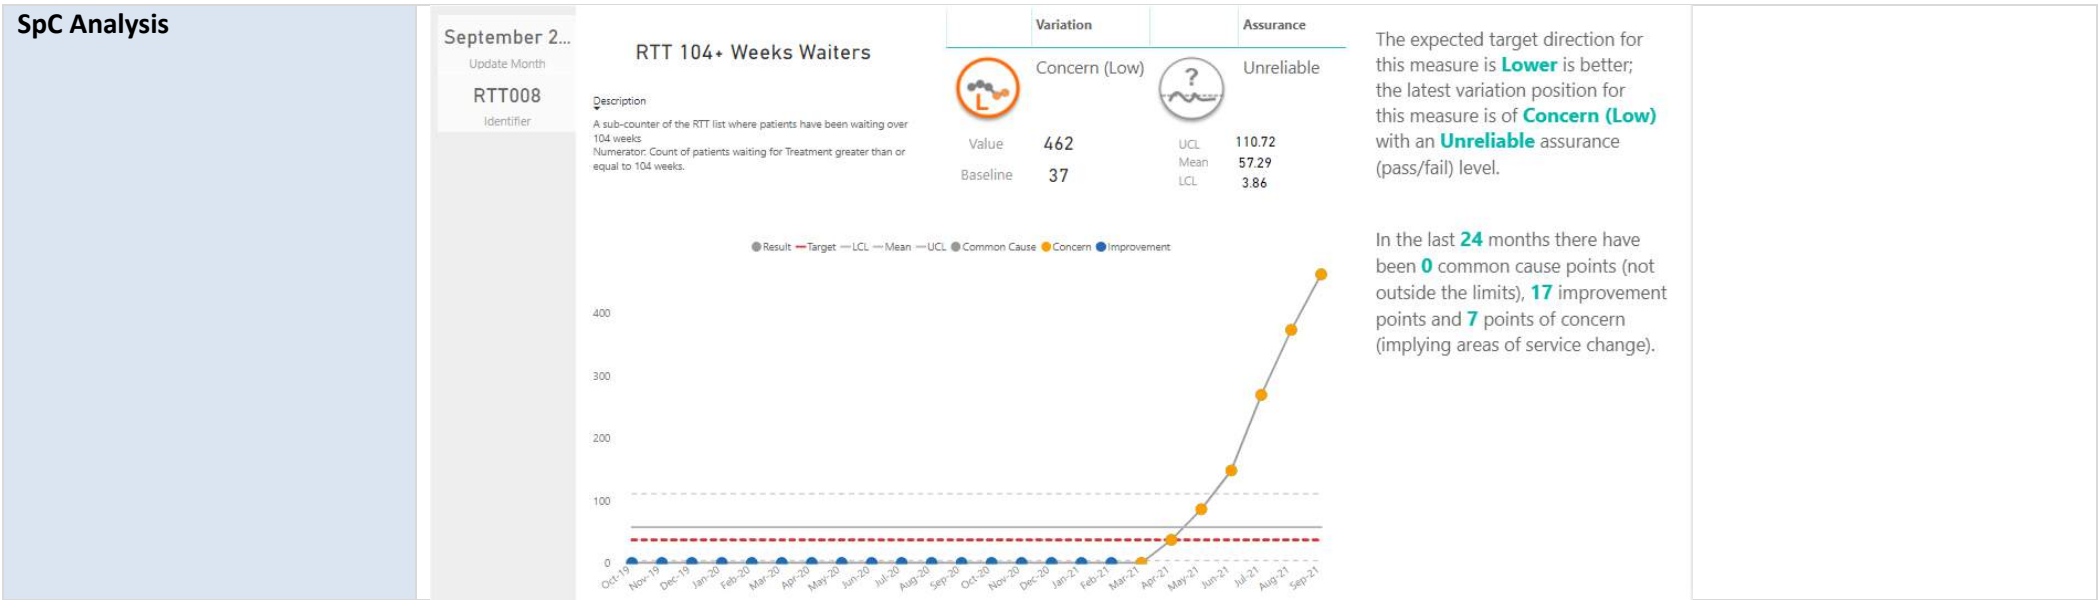 SpC Analysis
September 2...
Update Month
RTT008
Identifier
RTT 104+ Weeks Waiters
Description
A sub-counter of the RTT list where patients have been waiting over
104 weeks
Numerator: Count of patients waiting for Treatment greater than or
equal to 104 weeks.
Variation
Assurance
L
Concern (Low)
?
Unreliable
Value 462
Baseline 37
UCL 110.72
Mean 57.29
LCL 3.86
The expected target direction for
this measure is Lower is better;
the latest variation position for
this measure is of Concern (Low)
with an Unreliable assurance
(pass/fail) level.
In the last 24 months there have
been 0 common cause points (not
outside the limits), 17 improvement
points and 7 points of concern
(implying areas of service change).
Result Target LCL Mean UCL Common Cause Concern Improvement
400
300
200
100
0
Oct-19 Nov-19 Dec-19 Jan-20 Feb-20 Mar-20 Apr-20 May-20 Jun-20 Jul-20 Aug-20 Sep-20 Oct-20 Nov-20 Dec-20 Jan-21 Feb-21 Mar-21 Apr-21 May-21 Jun-21 Jul-21 Aug-21 Sep-21